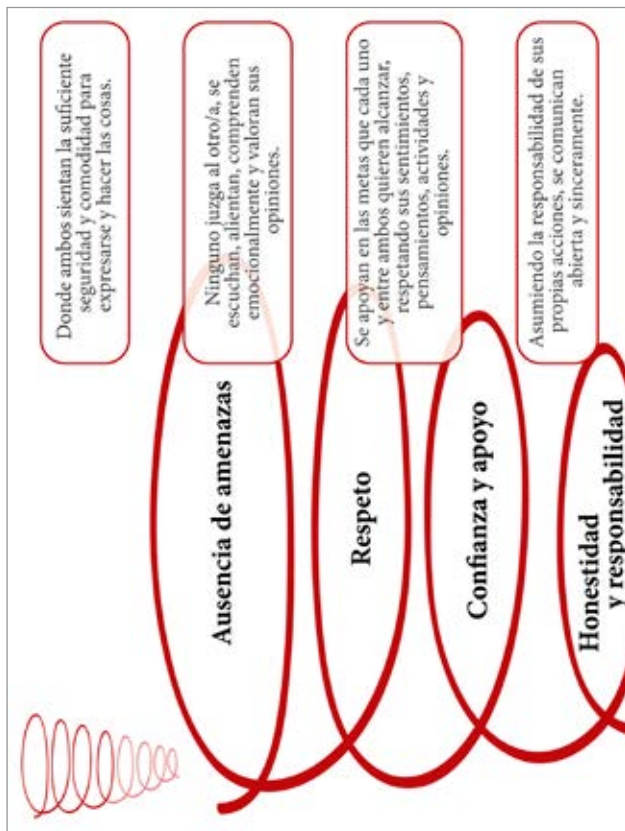 Donde ambos sientan la suficiente
seguridad y comodidad para
expresarse y hacer las cosas.
Ausencia de amenazas
Ninguno juzga al otro/a, se
escuchan, alientan, comprenden
emocionalmente y valoran sus
opiniones.
Respeto
Se apoyan en las metas que cada uno
y entre ambos quieren alcanzar,
respetando sus sentimientos,
pensamientos, actividades y
opiniones.
Confianza y apoyo
Asumiendo la responsabilidad de sus
propias acciones, se comunican
abierta y sinceramente.
Honestidad
y responsabilidad